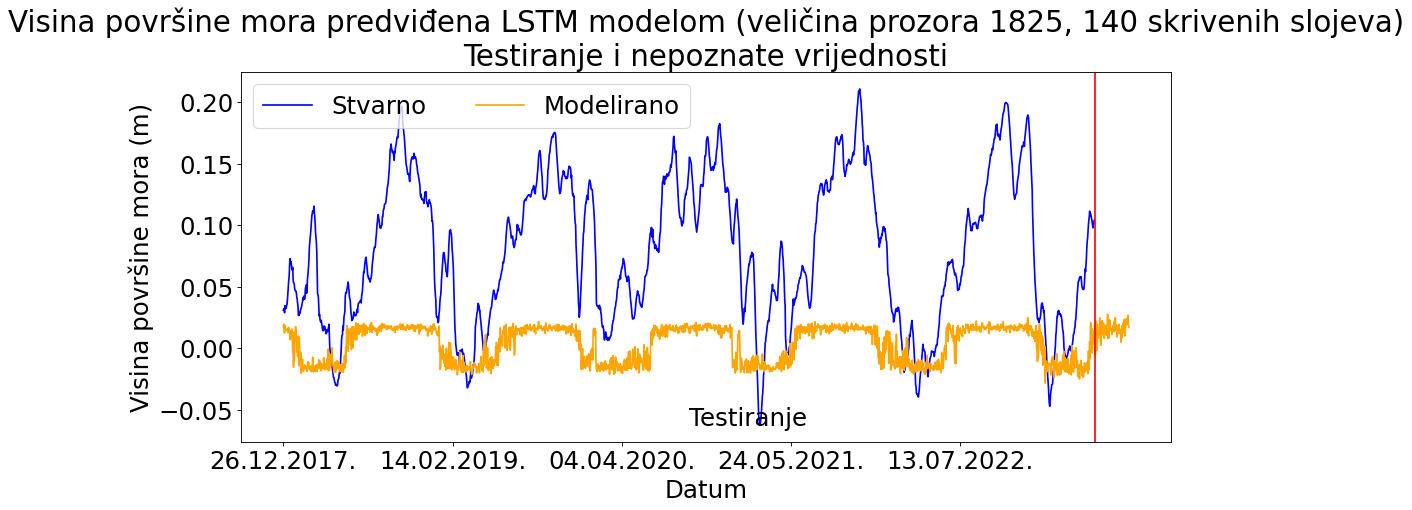 Visina površine mora predviđena LSTM modelom (veličina prozora 1825, 140 skrivenih slojeva)
Testiranje i nepoznate vrijednosti
Stvarno
Modelirano
Visina površine mora (m)
0.20
0.15
0.10
0.05
0.00
−0.05
Testiranje
26.12.2017.
14.02.2019.
04.04.2020.
24.05.2021.
13.07.2022.
Datum